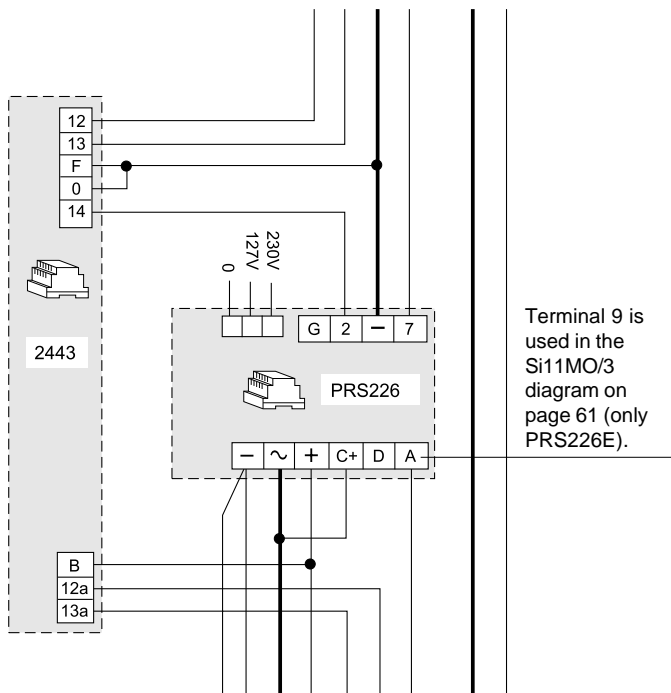 12
13
F
0
14
2443
B
12a
13a
0
127V
230V
G 2 – 7
PRS226
– ~ + C+ D A
Terminal 9 is
used in the
Si11MO/3
diagram on
page 61 (only
PRS226E).